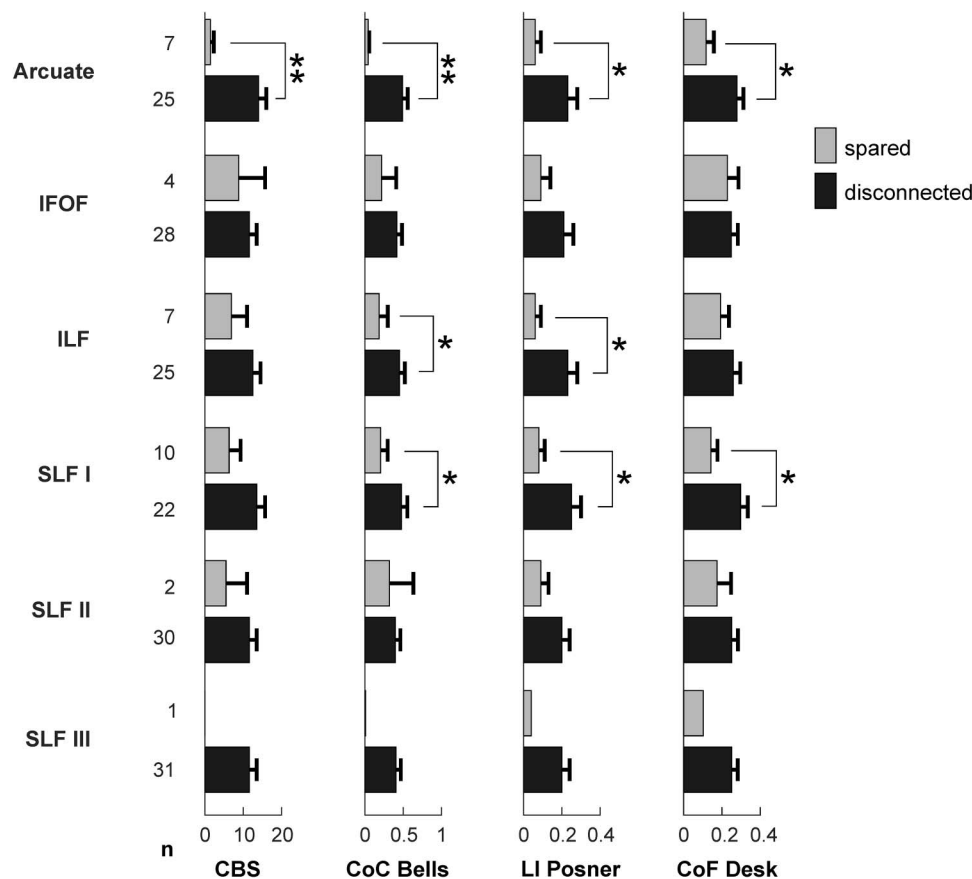 7
**
Arcuate
*
*
25
spared
4
IFOF
disconnected
28
7
ILF
*
*
25
10
SLF I
*
*
*
22
2
SLF II
30
1
SLF III
31
0 10 20 0 0.5 1 0 0.2 0.4 0 0.2 0.4
n
CBS CoC Bells LI Posner CoF Desk